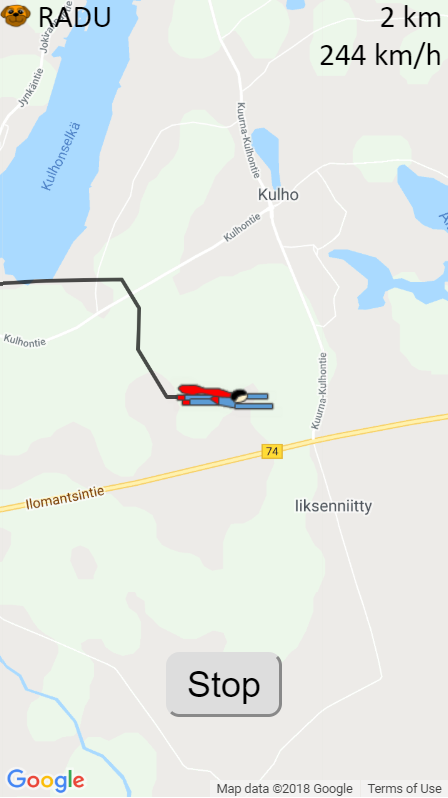 RADU
2 km
244 km/h
Jynkäntie
Kulhonselkä
Kuurna-Kulhontie
Kulho
Kulhontie
Kulhontie
Kuurna-Kulhontie
74
Ilomantsintie
Iiksenniitty
Stop
Google
Map data ©2018 Google
Terms of Use